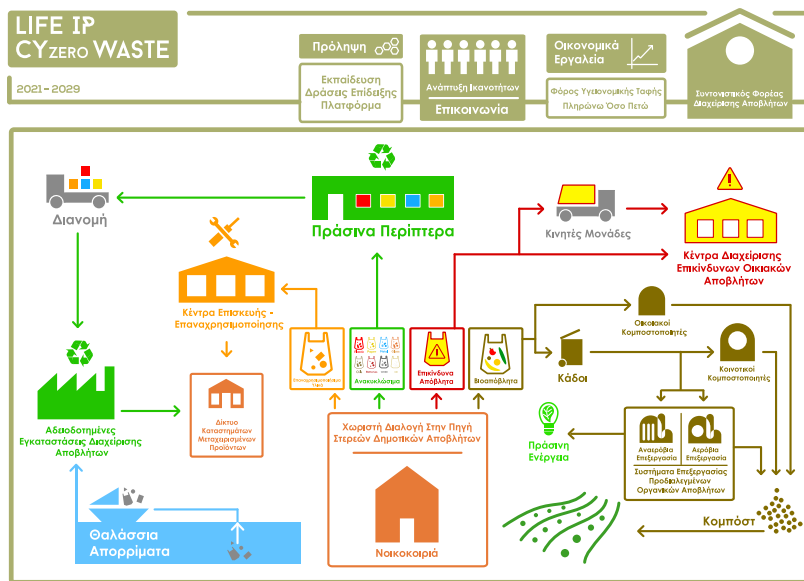 LIFE IP
CYZERO WASTE
2021 - 2029
Πρόληψη
Εκπαίδευση
Δράσεις Επίδειξης
Πλατφόρμα
Ανάπτυξη Ικανοτήτων
Επικοινωνία
Οικονομικά
Εργαλεία
Φόρος Υγειονομικής Ταφής
Πληρώνω Όσο Πετώ
Συντονιστικός Φορέας
Διαχείρισης Αποβλήτων
Διανομή
Πράσινα Περίπτερα
Κινητές Μονάδες
Κέντρα Διαχείρισης
Επικίνδυνων Οικιακών
Αποβλήτων
Κέντρα Επισκευής -
Επαναχρησιμοποίησης
Ανακυκλώσιμα
Επικίνδυνα
Απόβλητα
Βιοαπόβλητα
Οικιακοί
Κομποστοποιητές
Κάδοι
Κοινοτικοί
Κομποστοποιητές
Αδειοδοτημένες
Εγκαταστάσεις Διαχείρισης
Αποβλήτων
Δίκτυο
Καταστημάτων
Μεταχειρισμένων
Προϊόντων
Χωριστή Διαλογή Στην Πηγή
Στερεών Δημοτικών Αποβλήτων
Νοικοκοιριά
Πράσινη
Ενέργεια
Αναερόβια
Επεξεργασία
Αερόβια
Επεξεργασία
Συστήματα Επεξεργασίας
Προδιαλεγμένων
Οργανικών Αποβλήτων
Κομπόστ
Θαλάσσια
Απορρίματα